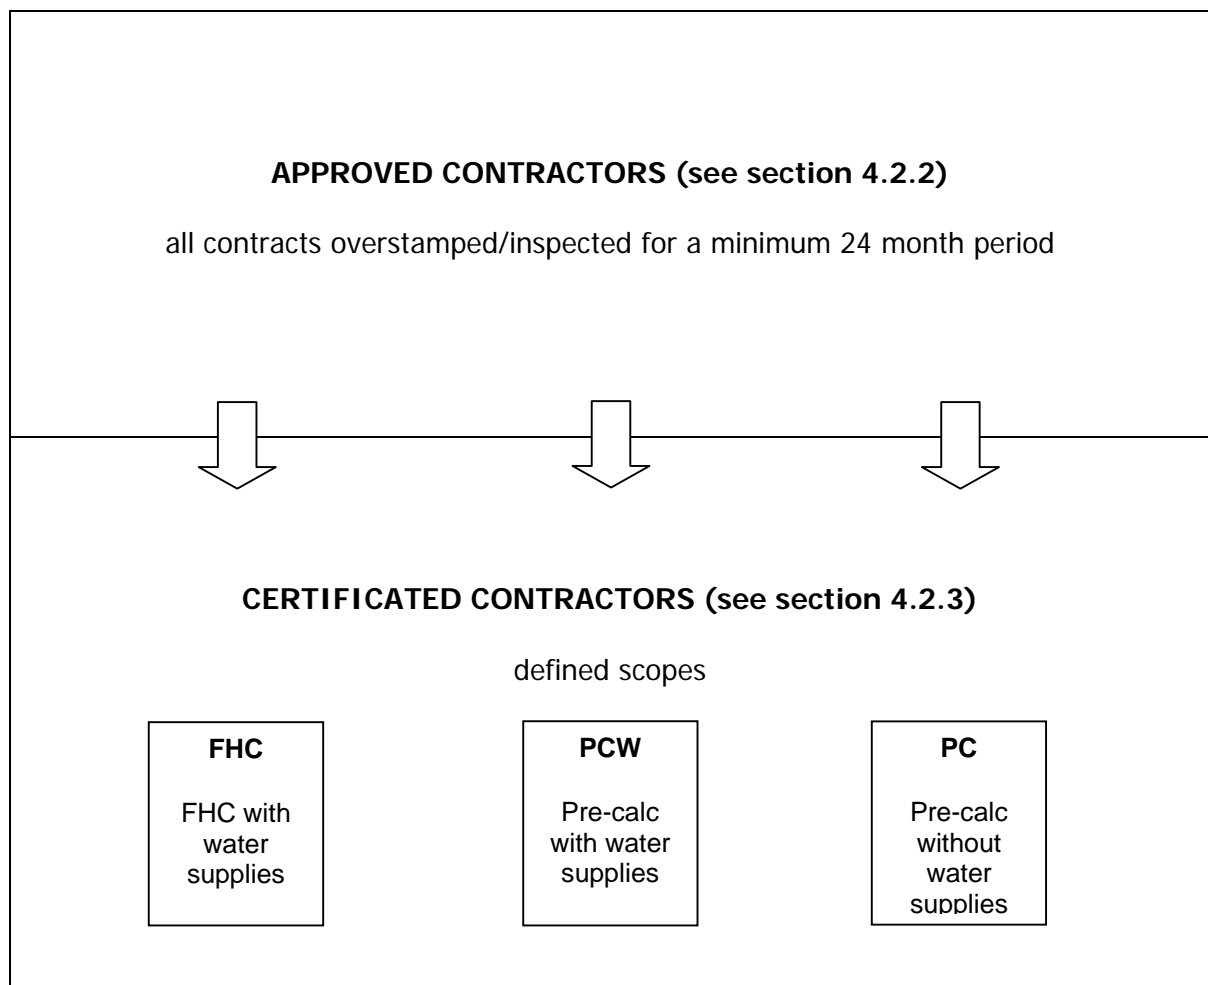 APPROVED CONTRACTORS (see section 4.2.2)
all contracts overstamped/inspected for a minimum 24 month period
CERTIFICATED CONTRACTORS (see section 4.2.3)
defined scopes
FHC
FHC with
water
supplies
PCW
Pre-calc
with water
supplies
PC
Pre-calc
without
water
supplies